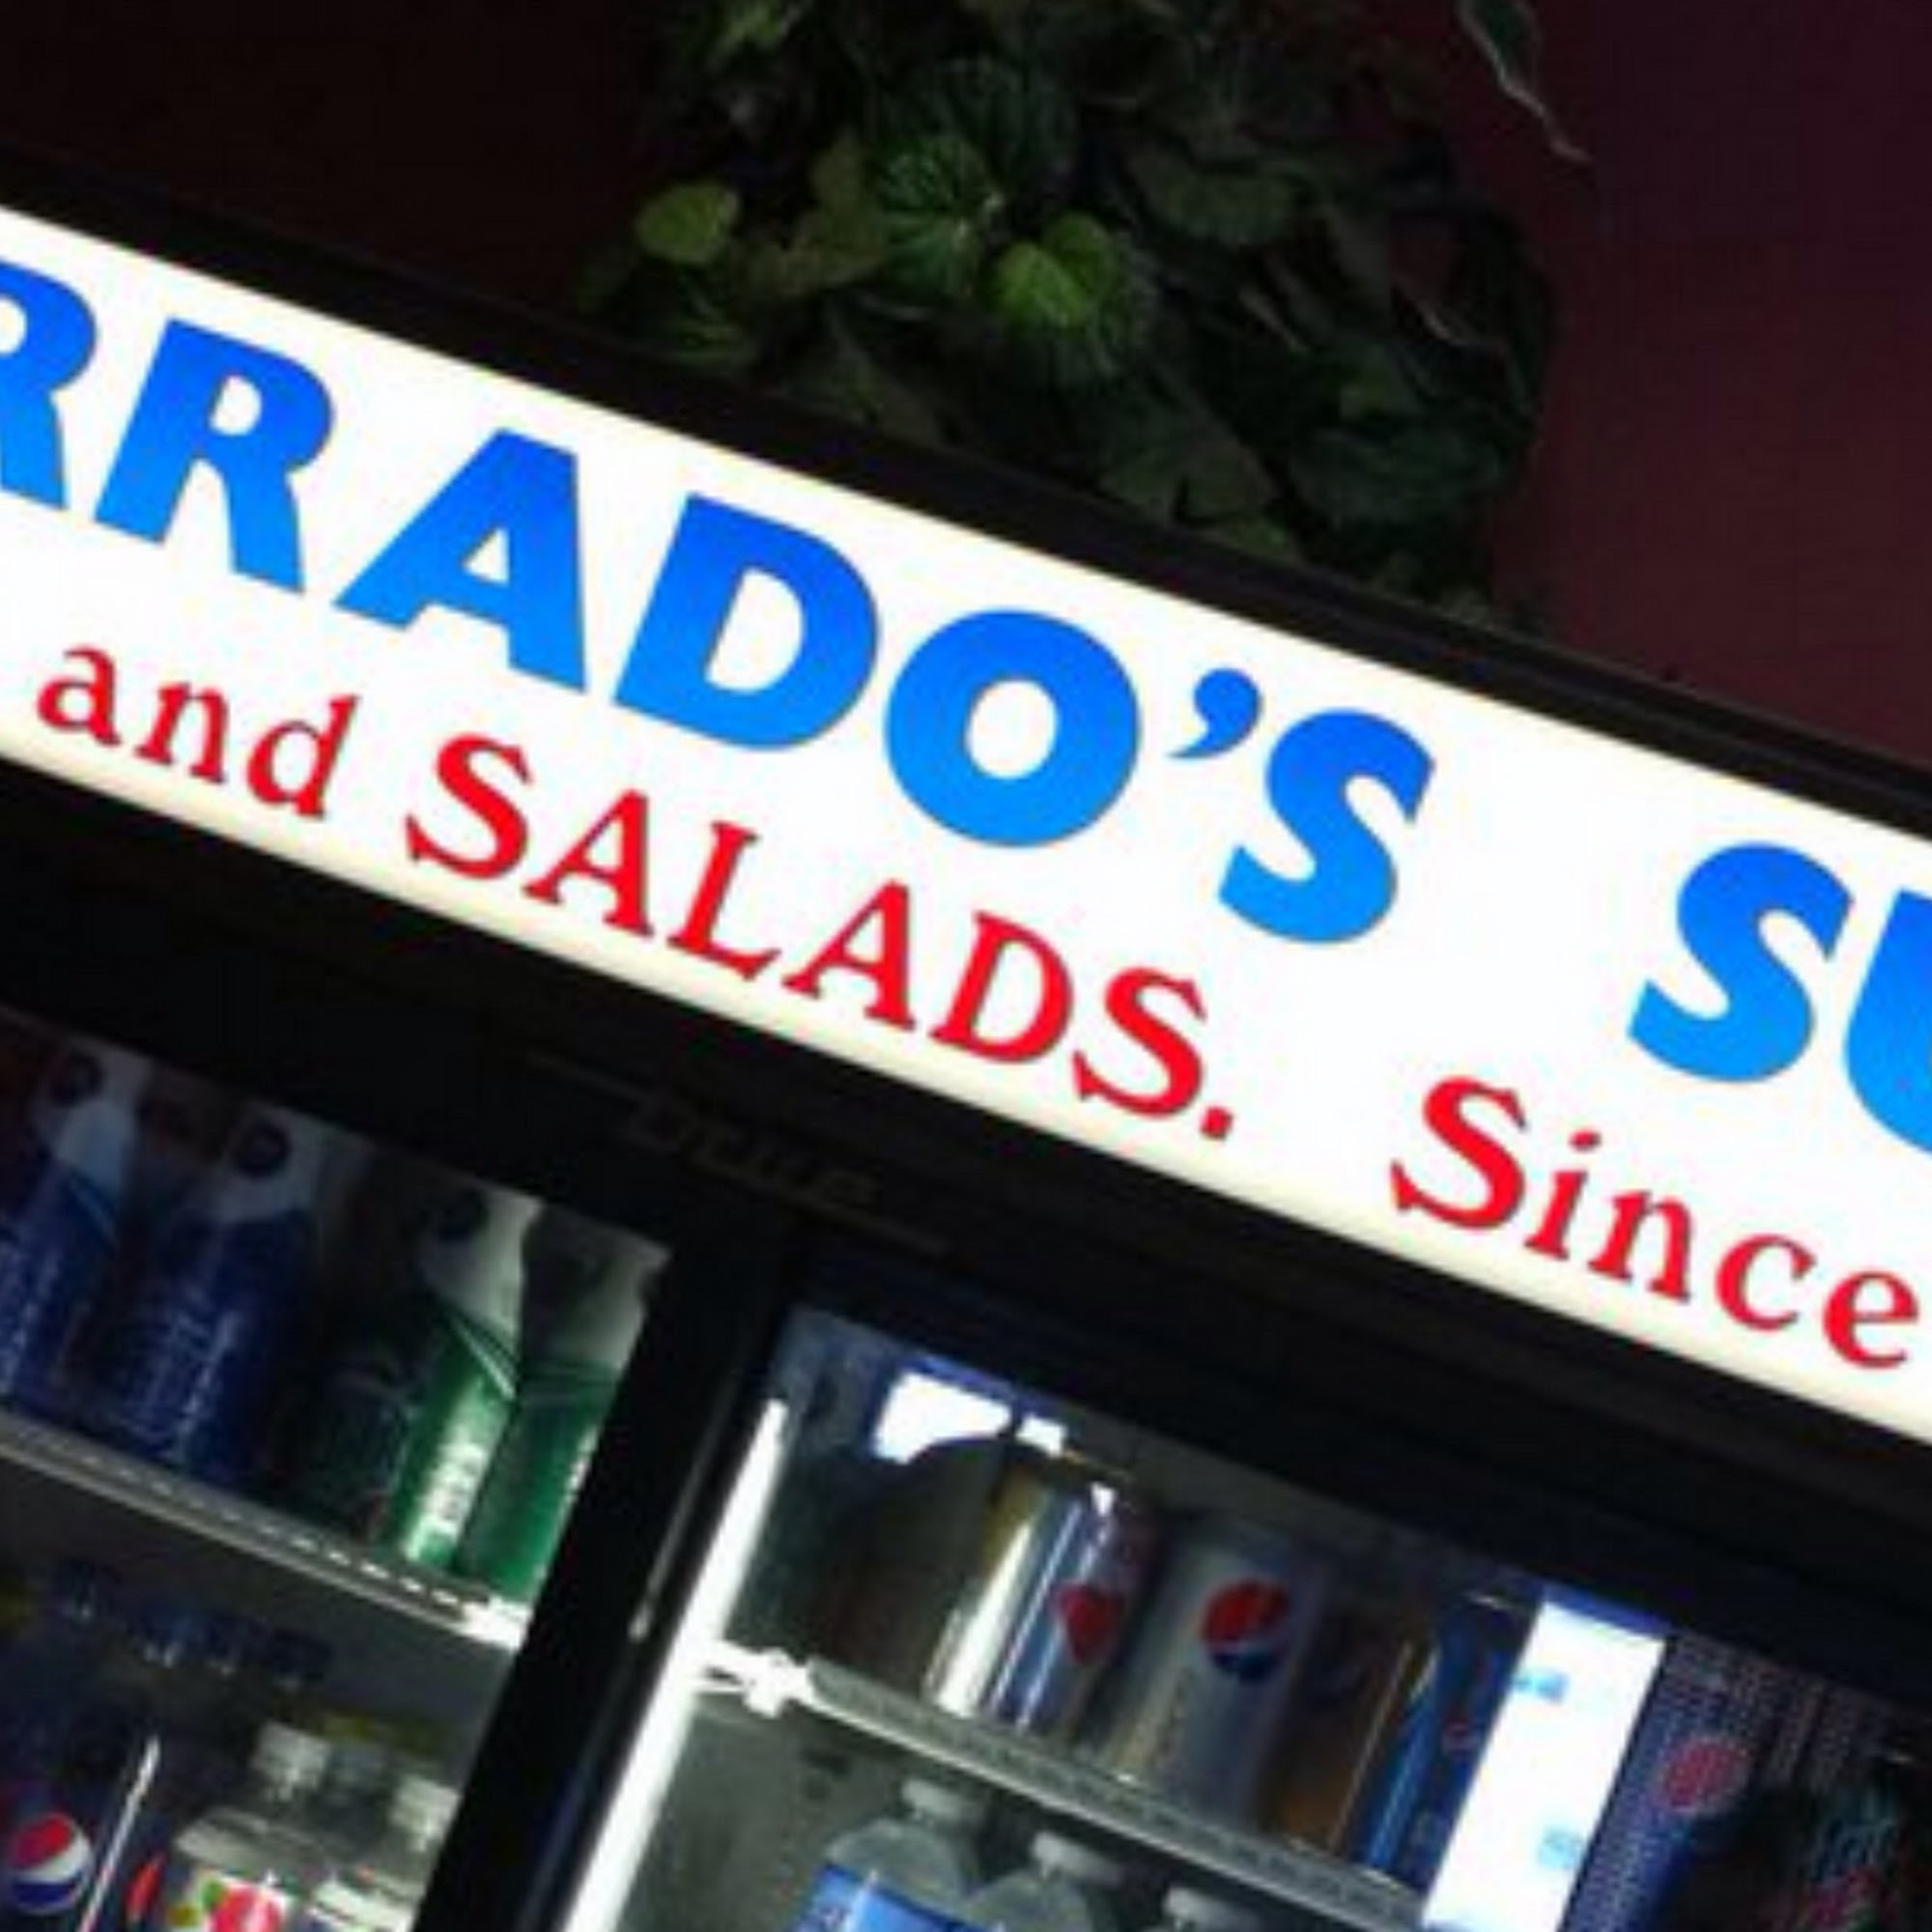 RRADO'S SU
and SALADS. Since